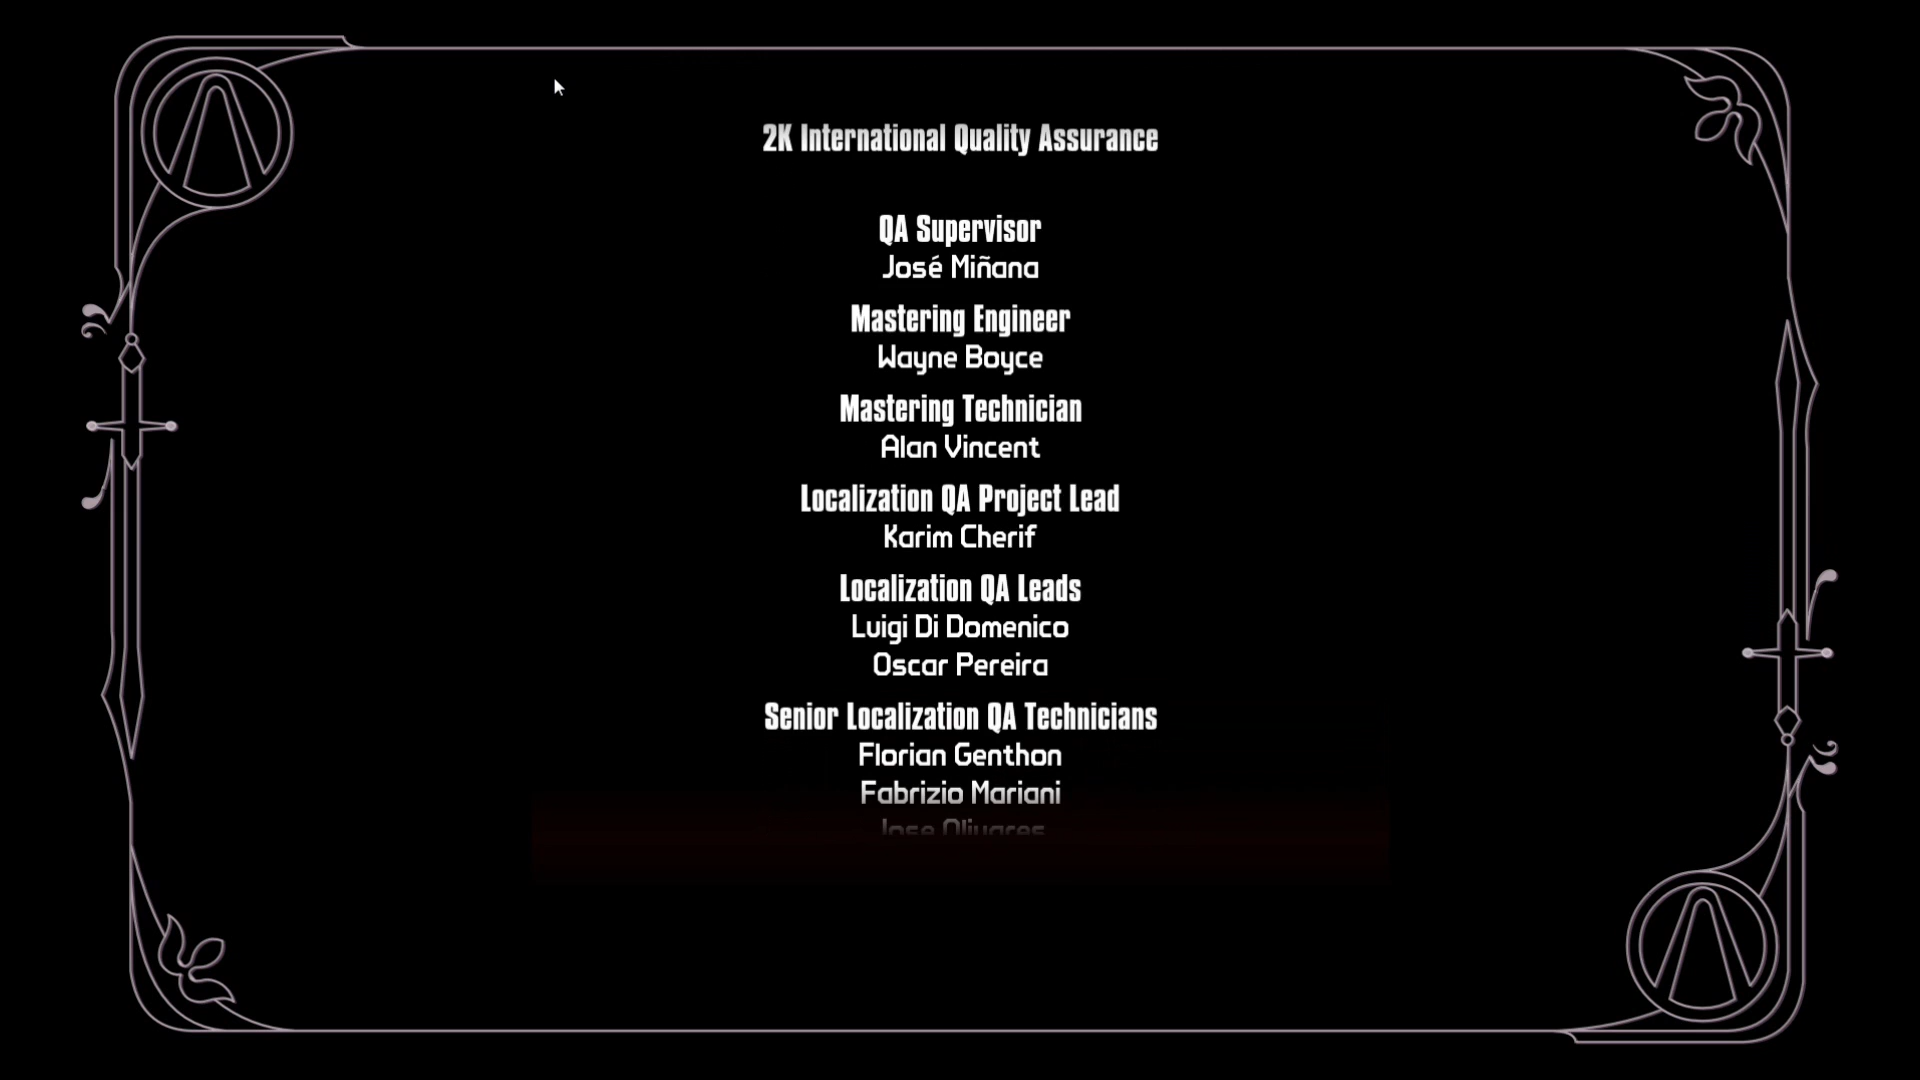 2K International Quality Assurance
QA Supervisor
José Miñana
Mastering Engineer
Wayne Boyce
Mastering Technician
Alan Vincent
Localization QA Project Lead
Karim Cherif
Localization QA Leads
Luigi Di Domenico
Oscar Pereira
Senior Localization QA Technicians
Florian Genthon
Fabrizio Mariani
Jose Olivares